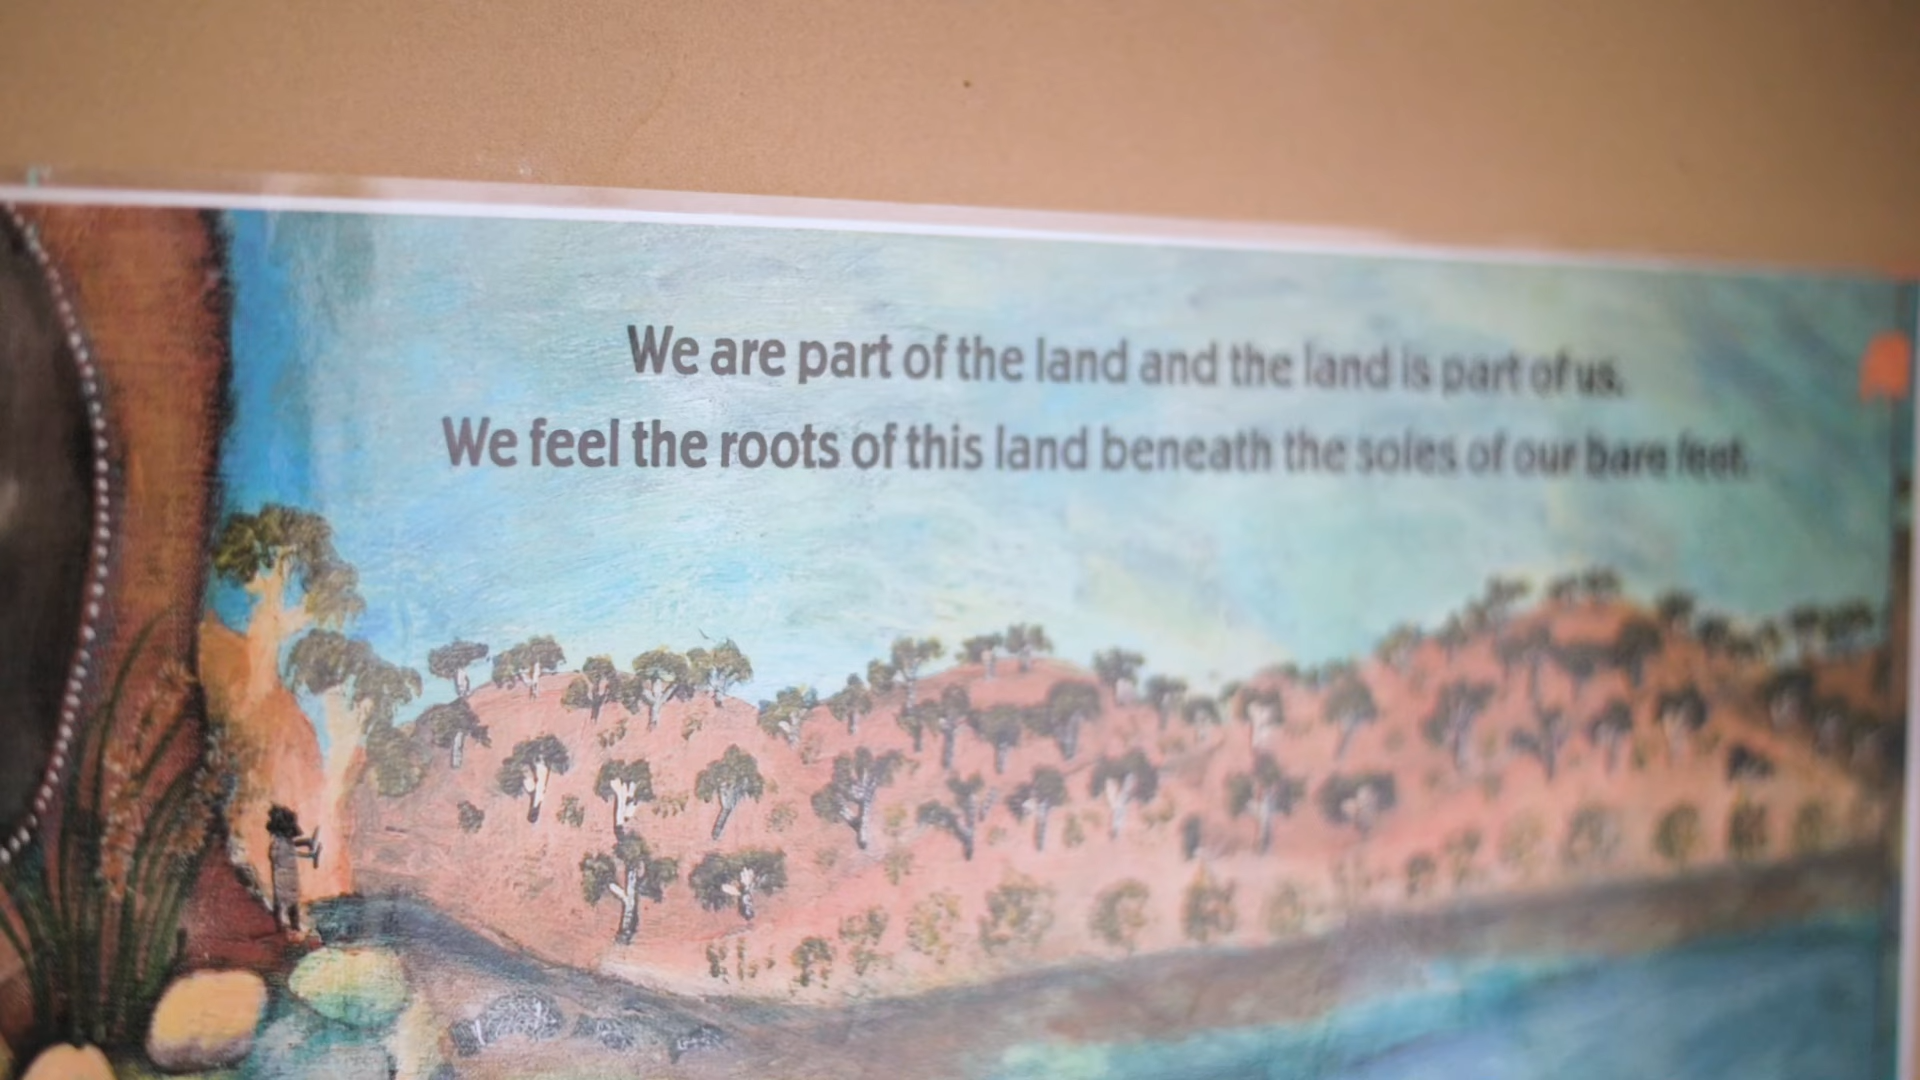 We are part of the land and the land is part of us.
We feel the roots of this land beneath the soles of our bare feet.